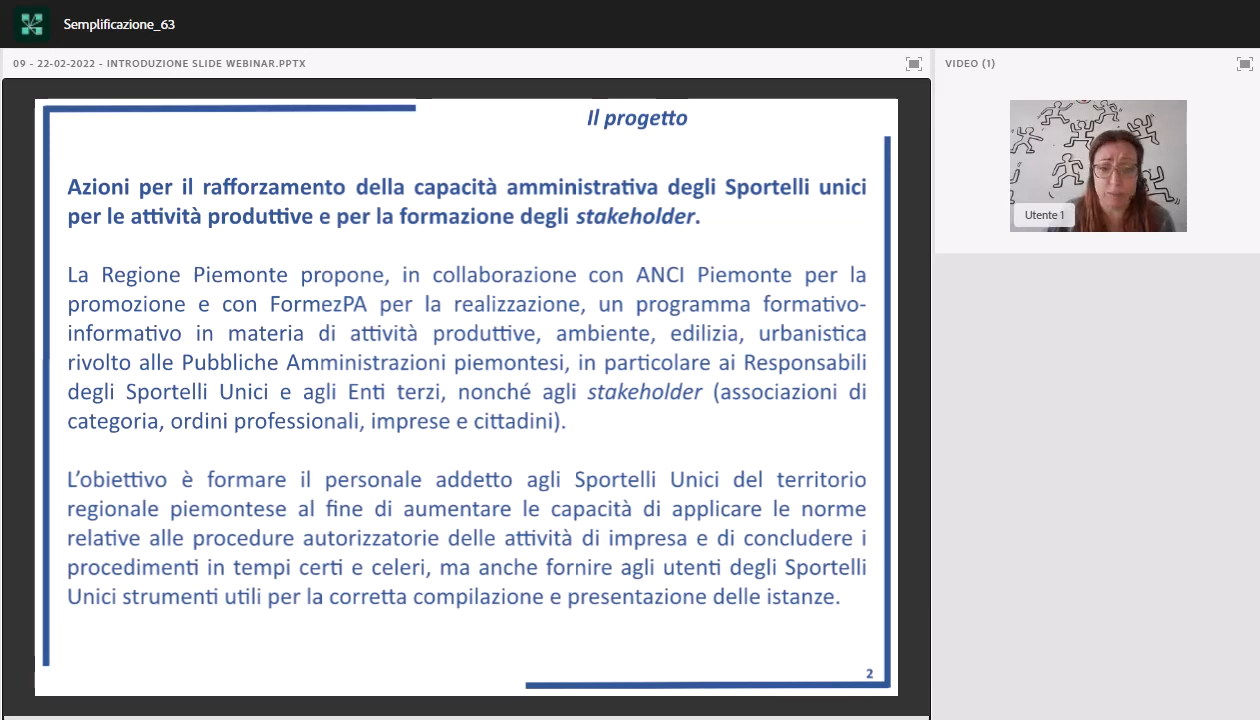 Semplificazione_63
09 - 22-02-2022 - INTRODUZIONE SLIDE WEBINAR.PPTX
VIDEO (1)
Il progetto
Azioni per il rafforzamento della capacità amministrativa degli Sportelli unici
per le attività produttive e per la formazione degli stakeholder.
La Regione Piemonte propone, in collaborazione con ANCI Piemonte per la
promozione e con FormezPA per la realizzazione, un programma formativo-
informativo in materia di attività produttive, ambiente, edilizia, urbanistica
rivolto alle Pubbliche Amministrazioni piemontesi, in particolare ai Responsabili
degli Sportelli Unici e agli Enti terzi, nonché agli stakeholder (associazioni di
categoria, ordini professionali, imprese e cittadini).
L’obiettivo è formare il personale addetto agli Sportelli Unici del territorio
regionale piemontese al fine di aumentare le capacità di applicare le norme
relative alle procedure autorizzatorie delle attività di impresa e di concludere i
procedimenti in tempi certi e celeri, ma anche fornire agli utenti degli Sportelli
Unici strumenti utili per la corretta compilazione e presentazione delle istanze.
2
Utente 1